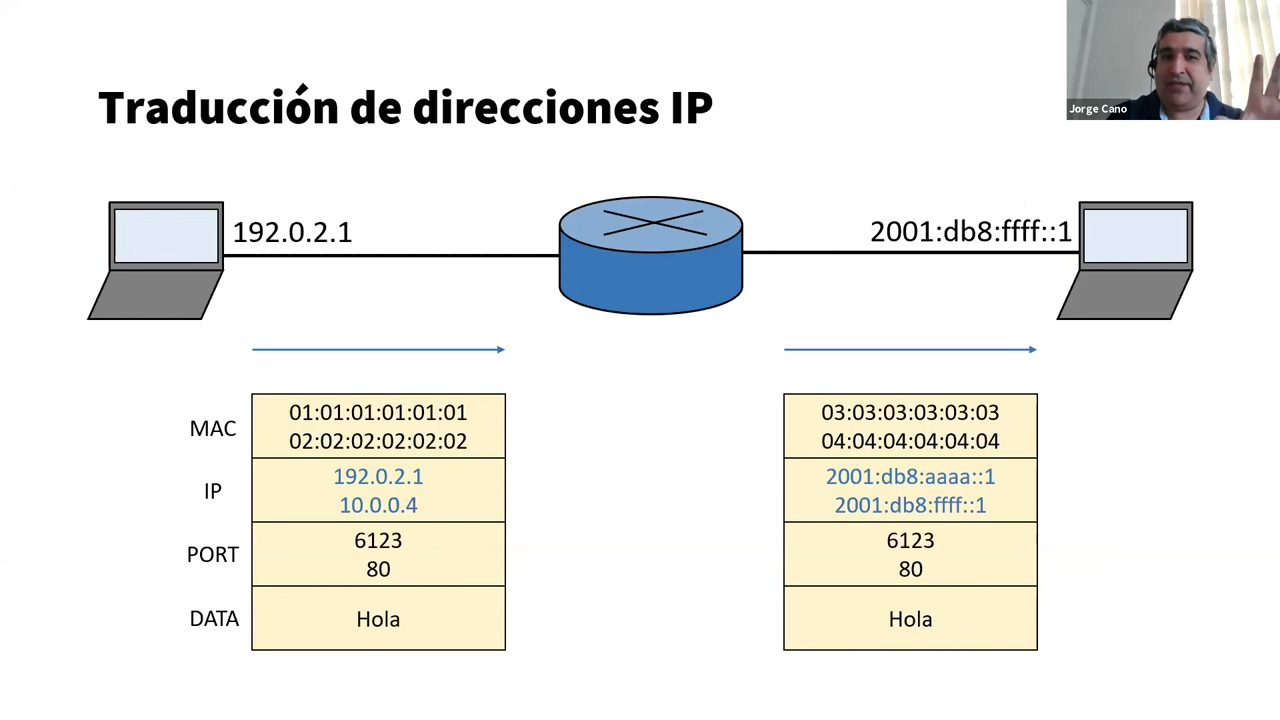 Jorge Cano
Traducción de direcciones IP
192.0.2.1
2001:db8:ffff::1
MAC
01:01:01:01:01:01
02:02:02:02:02:02
03:03:03:03:03:03
04:04:04:04:04:04
IP
192.0.2.1
10.0.0.4
2001:db8:aaaa::1
2001:db8:ffff::1
PORT
6123
80
6123
80
DATA
Hola
Hola